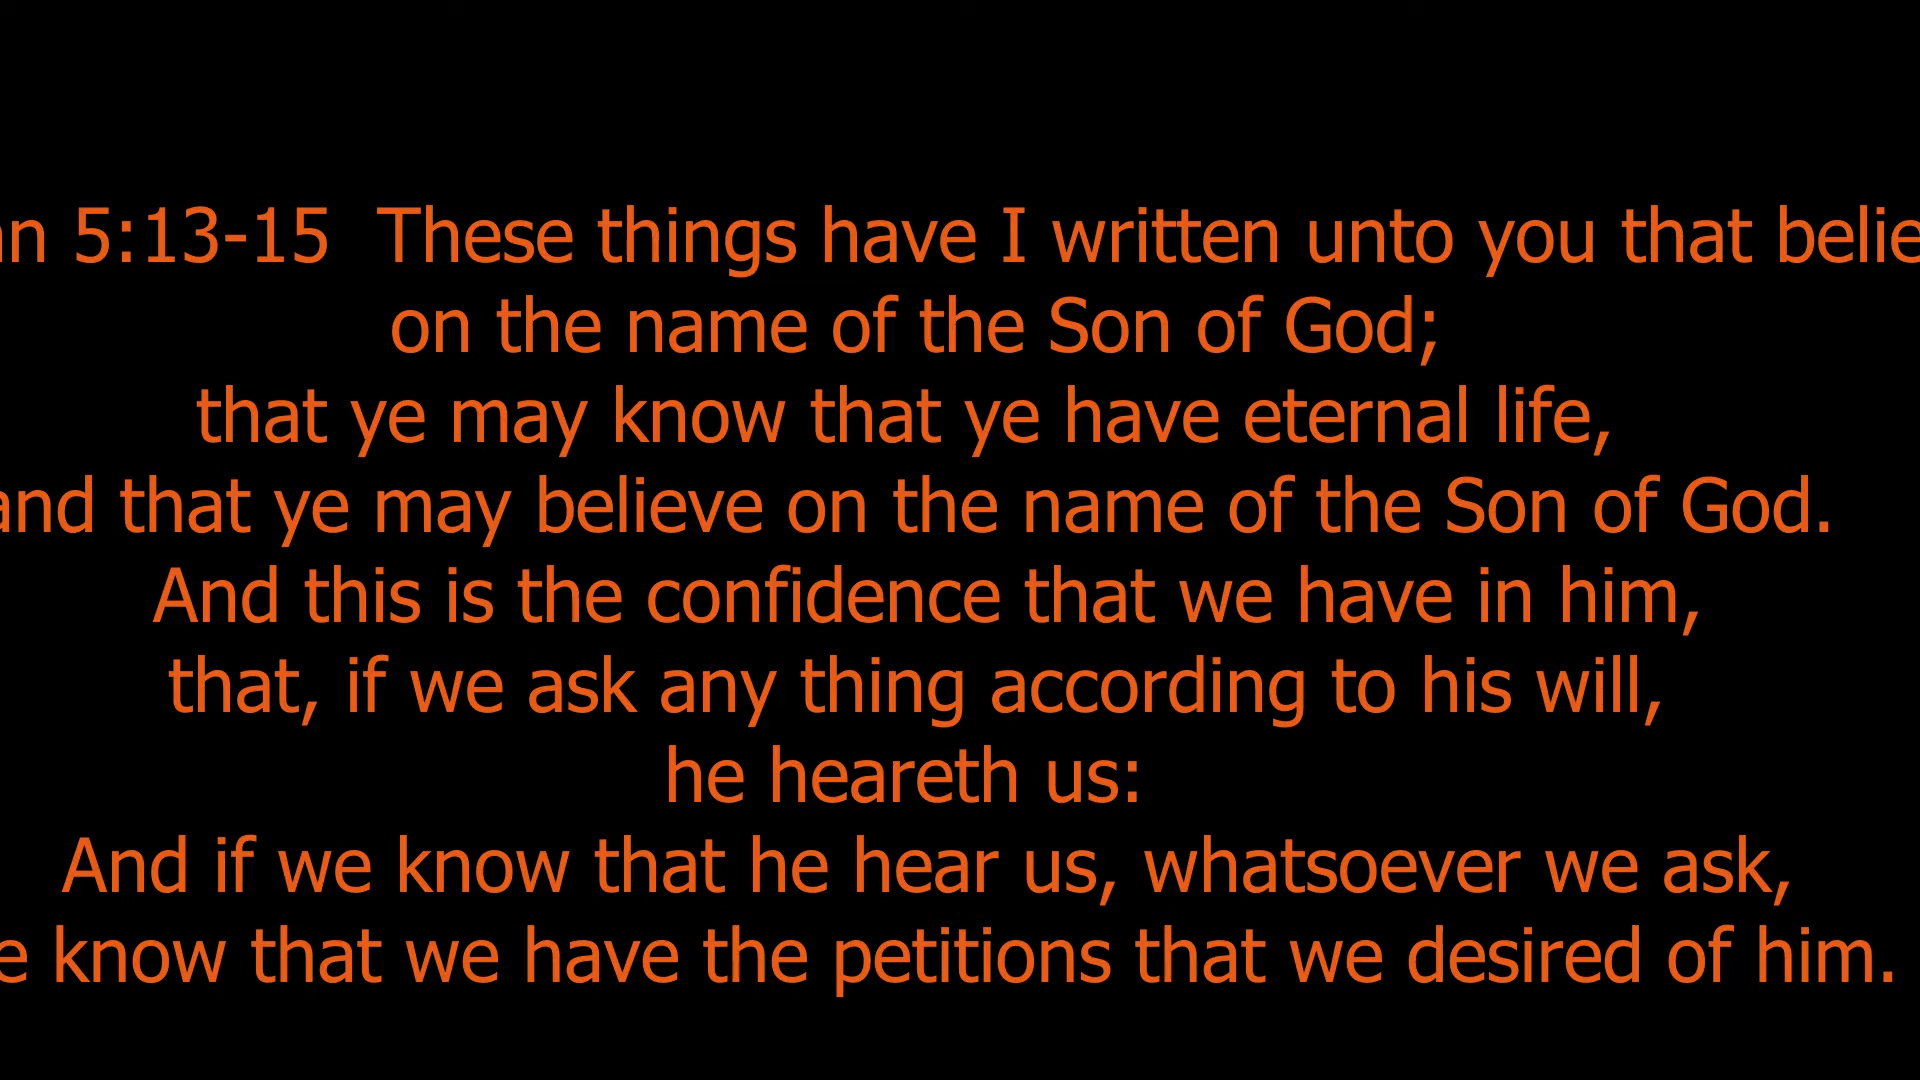 an 5:13-15  These things have I written unto you that belie
on the name of the Son of God;
that ye may know that ye have eternal life,
and that ye may believe on the name of the Son of God.
And this is the confidence that we have in him,
that, if we ask any thing according to his will,
he heareth us:
And if we know that he hear us, whatsoever we ask,
e know that we have the petitions that we desired of him.